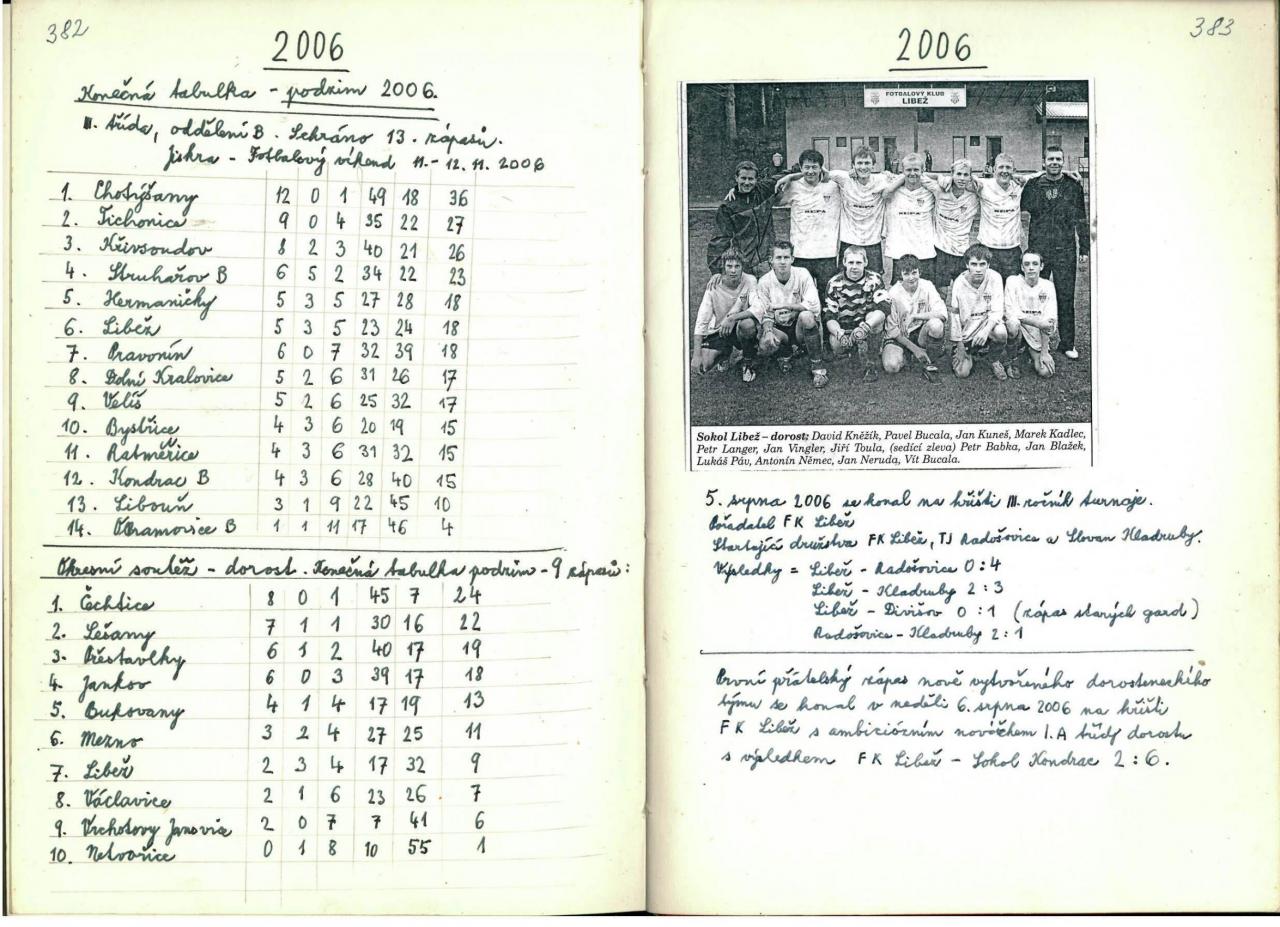 382
2006
Konečná tabulka - podzim 2006.
III. třída, oddělení B. Sehráno 13. zápasů.
Jiskra - Fotbalový víkend 11.- 12. 11. 2006
1. Chotýšany 12 0 1 49 18 36
2. Tichonice 9 0 4 35 22 27
3. Křivsoudov 8 2 3 40 21 26
4. Struhařov B 6 5 2 34 22 23
5. Heřmaničky 5 3 5 27 28 18
6. Libež 5 3 5 23 24 18
7. Pravonín 6 0 7 32 39 18
8. Dolní Kralovice 5 2 6 31 26 17
9. Veliš 5 2 6 25 32 17
10. Bystřice 4 3 6 20 19 15
11. Ratměřice 4 3 6 31 32 15
12. Kondrac B 4 3 6 28 40 15
13. Libouň 3 1 9 22 45 10
14. B 1 1 11 17 46 4
Okresní soutěž - dorost. Konečná tabulka podzim - 9 zápasů:
1. Čechtice 8 0 1 45 7 24
2. Lešany 7 1 1 30 16 22
3. Přestavlky 6 1 2 40 17 19
4. Jankov 6 0 3 39 17 18
5. Bukovany 4 1 4 17 19 13
6. Mezno 3 2 4 27 25 11
7. Libež 2 3 4 17 32 9
8. Václavice 2 1 6 23 26 7
9. Vrchotovy Janovice 2 0 7 7 41 6
10. Netvořice 0 1 8 10 55 1
383
2006
FOTBALOVÝ KLUB
LIBEŽ
Sokol Libež – dorost: David Kněžík, Pavel Bucala, Jan Kuneš, Marek Kadlec,
Petr Langer, Jan Vingler, Jiří Toula, (sedící zleva) Petr Babka, Jan Blažek,
Lukáš Páv, Antonín Němec, Jan Neruda, Vít Bucala.
5. srpna 2006 se konal na hřišti III. ročník turnaje.
Pořadatel FK Libež
Startující družstva FK Libež, TJ Radošovice a Slovan Kladruby.
Výsledky = Libež - Radošovice 0:4
Libež - Kladruby 2:3
Libež - Divišov 0:1 (zápas starých gard)
Radošovice - Kladruby 2:1
První přátelský zápas nově vytvořeného dorosteneckého
týmu se konal v neděli 6. srpna 2006 na hřišti
FK Libež s ambiciózním nováčkem I.A třídy dorostu
s výsledkem FK Libež - Sokol Kondrac 2:6.